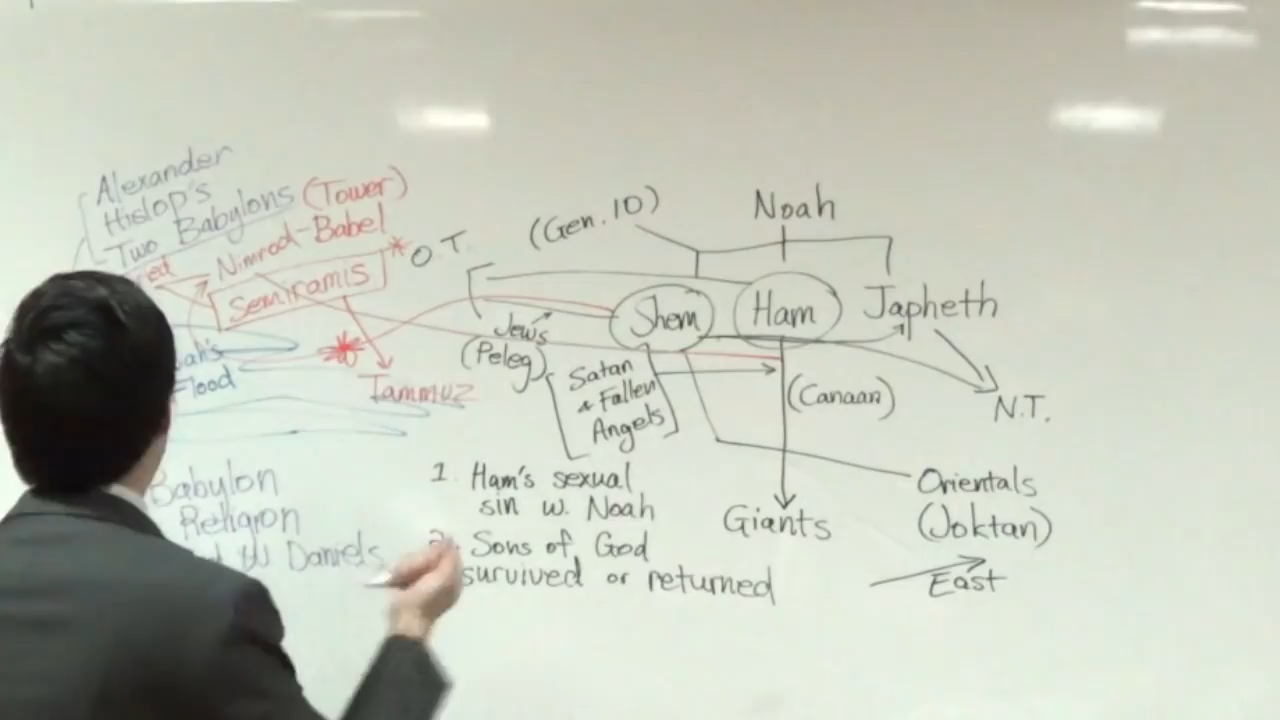 Alexander
Hislop's
Two Babylons (Tower)
Nimrod-Babel
Semiramis
* O.T.
Tammuz
Flood
Babylon
Religion
W Daniels
(Gen. 10)
Noah
Shem
Ham
Japheth
Jews
(Peleg)
Satan
& Fallen
Angels
(Canaan)
N.T.
1. Ham's sexual
sin w. Noah
2. Sons of God
survived or returned
Giants
Orientals
(Joktan)
East